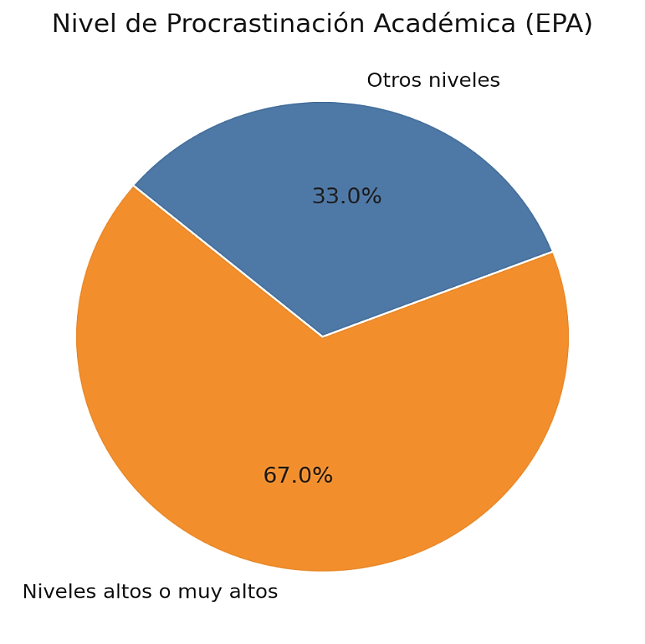 Nivel de Procrastinación Académica (EPA)
Otros niveles
33.0%
67.0%
Niveles altos o muy altos